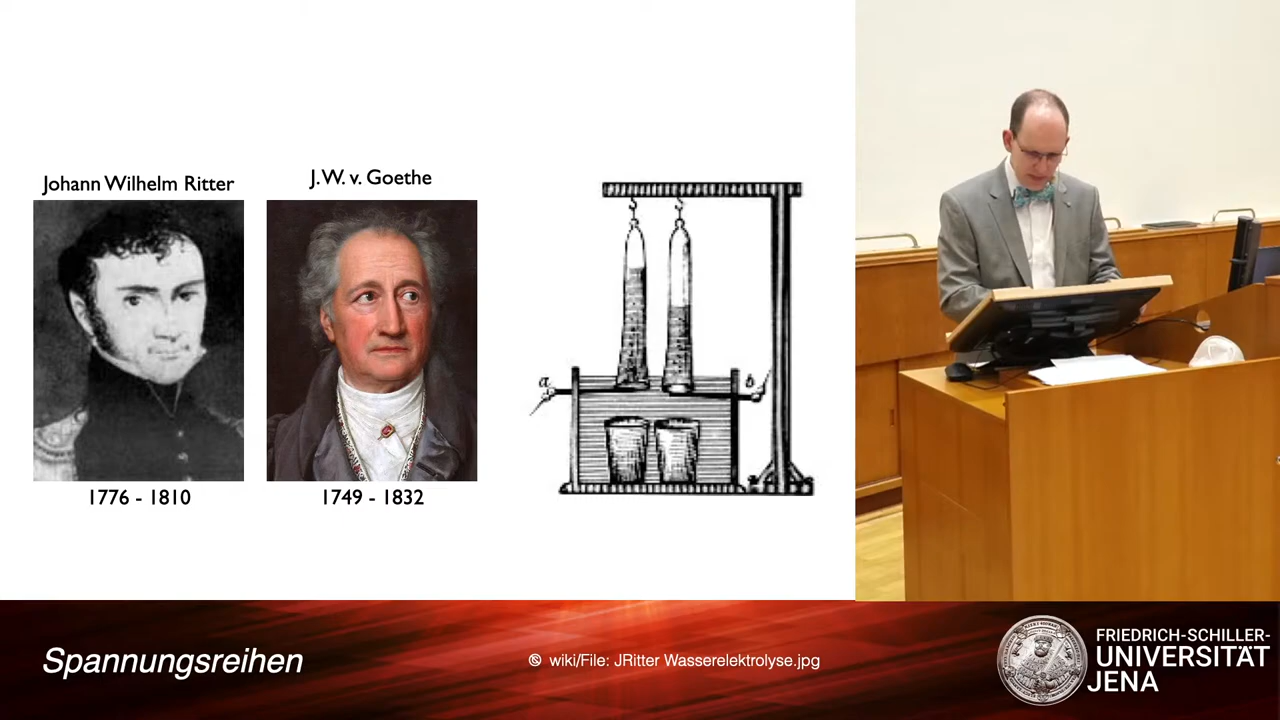 Johann Wilhelm Ritter
J.W. v. Goethe
a
b
1776 - 1810
1749 - 1832
Spannungsreihen
wiki/File: JRitter Wasserelektrolyse.jpg
FRIEDRICH-SCHILLER-
UNIVERSITÄT
JENA